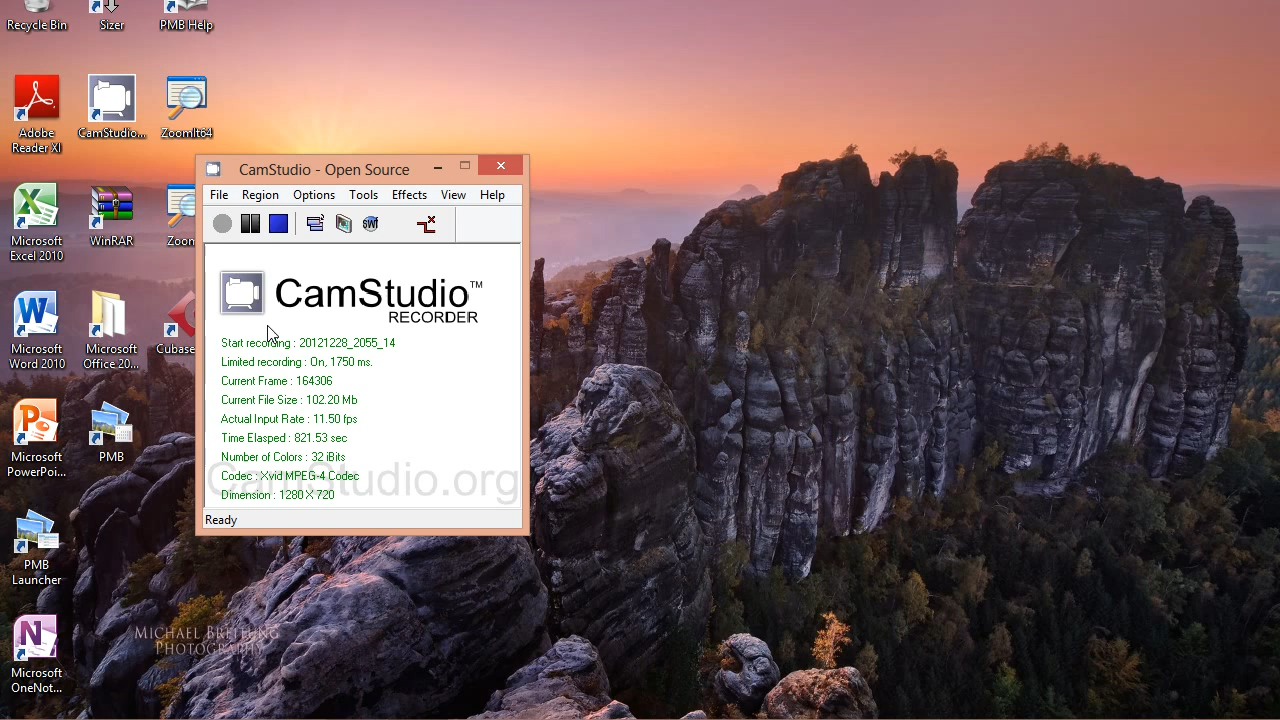 Recycle Bin
Sizer
PMB Help
Adobe
Reader XI
CamStudio...
ZoomIt64
Microsoft
Excel 2010
WinRAR
Zoon
Microsoft
Word 2010
Microsoft
Office 20...
Cubase
Microsoft
PowerPoi...
PMB
PMB
Launcher
Microsoft
OneNot...
CamStudio - Open Source
File Region Options Tools Effects View Help
SWF
CamStudio™
RECORDER
Start recording : 20121228_2055_14
Limited recording : On, 1750 ms.
Current Frame : 164306
Current File Size : 102.20 Mb
Actual Input Rate : 11.50 fps
Time Elasped : 821.53 sec
Number of Colors : 32 iBits
Codec : Xvid MPEG-4 Codec
CamStudio.org
Dimension : 1280 X 720
Ready
Michael Breitung
Photography